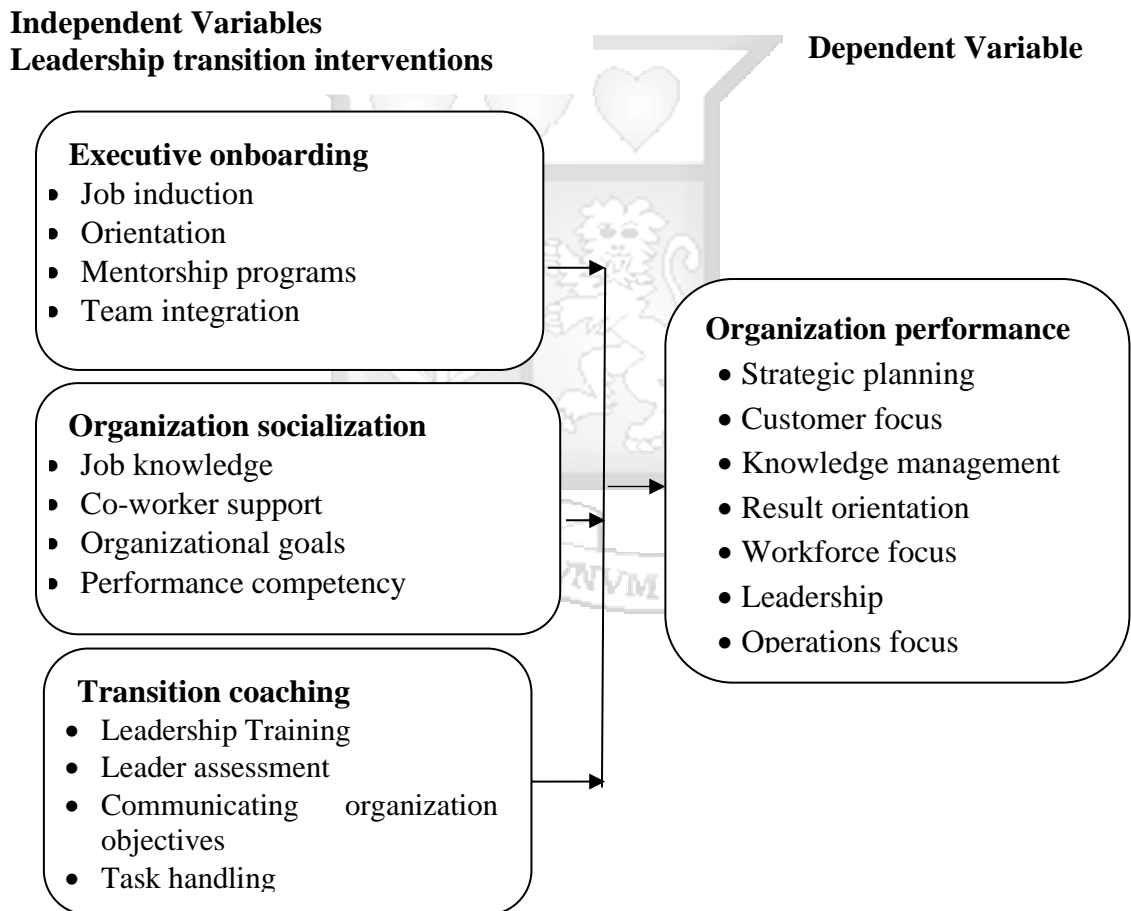 Independent Variables
Leadership transition interventions
Dependent Variable
Executive onboarding
• Job induction
• Orientation
• Mentorship programs
• Team integration
Organization socialization
• Job knowledge
• Co-worker support
• Organizational goals
• Performance competency
Transition coaching
• Leadership Training
• Leader assessment
• Communicating organization
objectives
• Task handling
Organization performance
• Strategic planning
• Customer focus
• Knowledge management
• Result orientation
• Workforce focus
• Leadership
• Operations focus